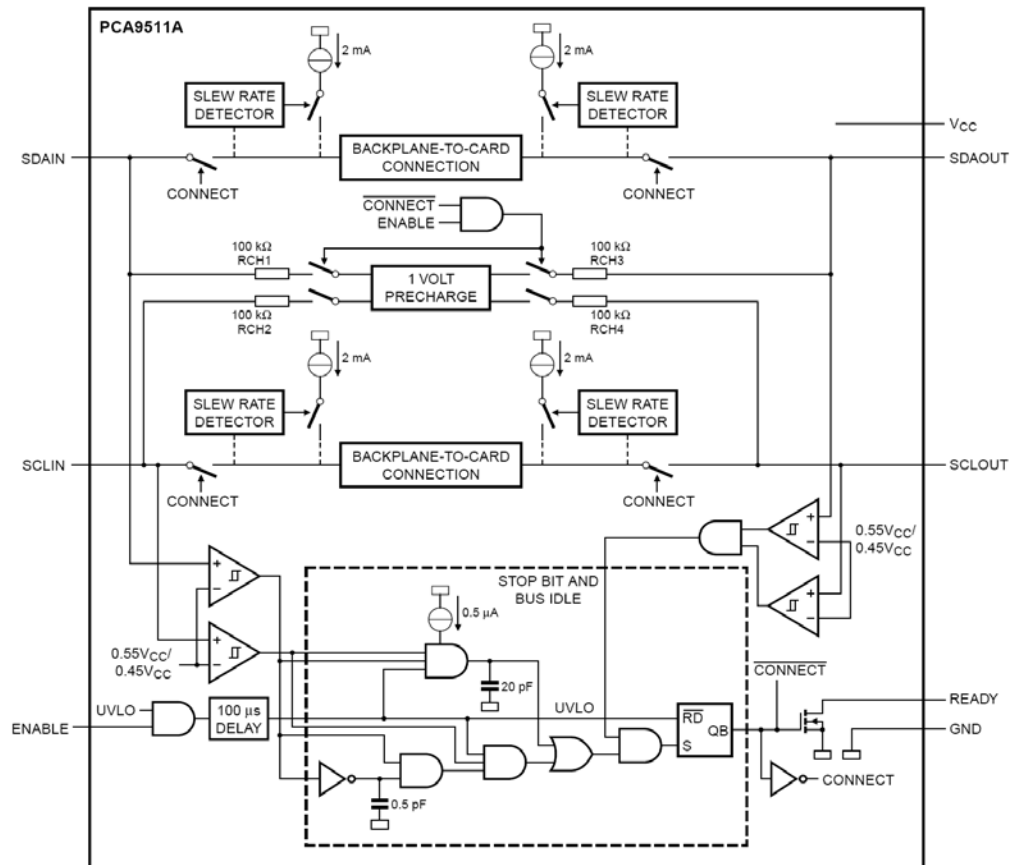 PCA9511A
2 mA
2 mA
SLEW RATE
DETECTOR
SLEW RATE
DETECTOR
VCC
SDAIN
BACKPLANE-TO-CARD
CONNECTION
SDAOUT
CONNECT
CONNECT
CONNECT
ENABLE
100 kΩ
RCH1
100 kΩ
RCH3
1 VOLT
PRECHARGE
100 kΩ
RCH2
100 kΩ
RCH4
2 mA
2 mA
SLEW RATE
DETECTOR
SLEW RATE
DETECTOR
SCLIN
BACKPLANE-TO-CARD
CONNECTION
SCLOUT
CONNECT
CONNECT
0.55VCC/
0.45VCC
STOP BIT AND
BUS IDLE
0.5 μA
0.55VCC/
0.45VCC
CONNECT
20 pF
UVLO
100 μs
DELAY
UVLO
RD
QB
S
READY
ENABLE
GND
CONNECT
0.5 pF